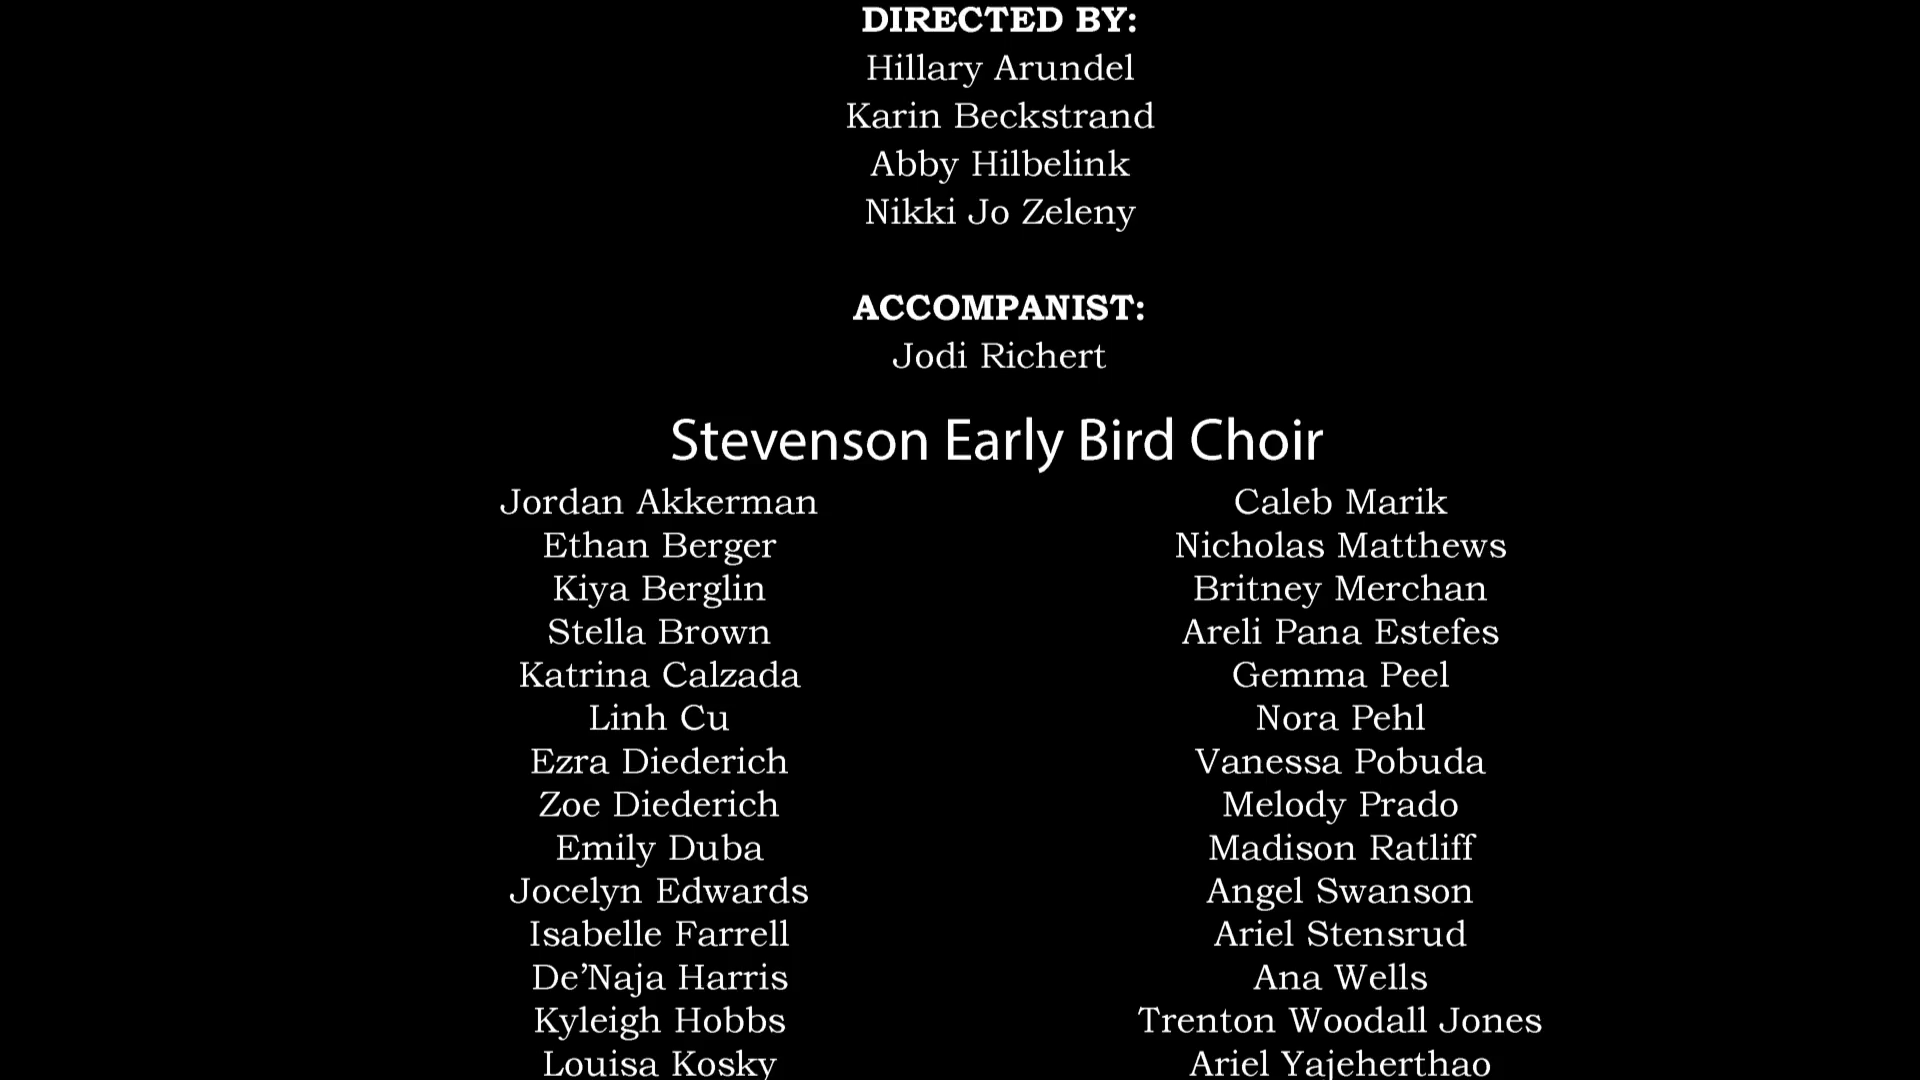 DIRECTED BY:
Hillary Arundel
Karin Beckstrand
Abby Hilbelink
Nikki Jo Zeleny
ACCOMPANIST:
Jodi Richert
Stevenson Early Bird Choir
Jordan Akkerman
Ethan Berger
Kiya Berglin
Stella Brown
Katrina Calzada
Linh Cu
Ezra Diederich
Zoe Diederich
Emily Duba
Jocelyn Edwards
Isabelle Farrell
De’Naja Harris
Kyleigh Hobbs
Louisa Kosky
Caleb Marik
Nicholas Matthews
Britney Merchan
Areli Pana Estefes
Gemma Peel
Nora Pehl
Vanessa Pobuda
Melody Prado
Madison Ratliff
Angel Swanson
Ariel Stensrud
Ana Wells
Trenton Woodall Jones
Ariel Yajeherthao